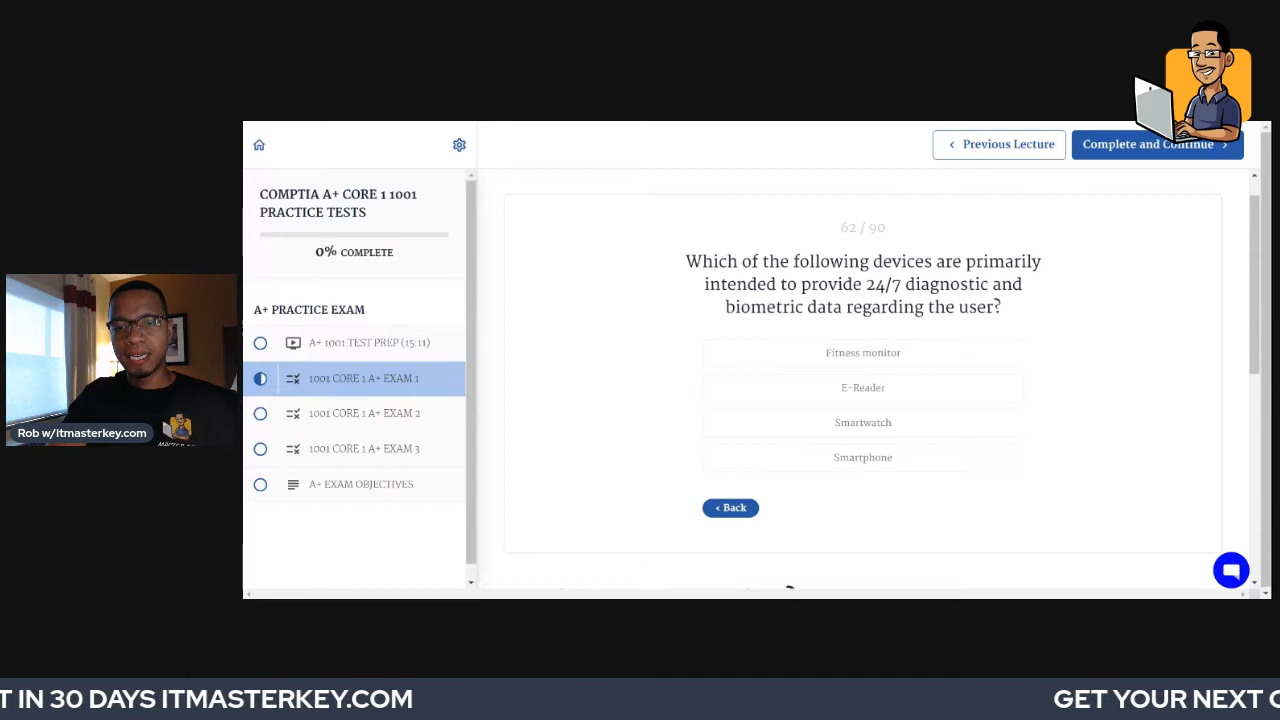 Previous Lecture
Complete and Continue
COMPTIA A+ CORE 1 1001
PRACTICE TESTS
0% COMPLETE
A+ PRACTICE EXAM
A+ 1001 TEST PREP (15:11)
1001 CORE 1 A+ EXAM 1
1001 CORE 1 A+ EXAM 2
1001 CORE 1 A+ EXAM 3
A+ EXAM OBJECTIVES
62 / 90
Which of the following devices are primarily
intended to provide 24/7 diagnostic and
biometric data regarding the user?
Fitness monitor
E-Reader
Smartwatch
Smartphone
< Back
Rob w/itmasterkey.com
T IN 30 DAYS ITMASTERKEY.COM
GET YOUR NEXT